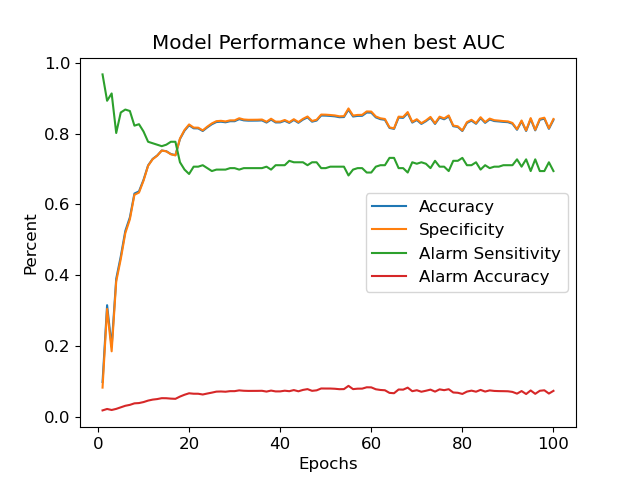 Model Performance when best AUC
1.0
0.8
0.6
0.4
0.2
0.0
Percent
Accuracy
Specificity
Alarm Sensitivity
Alarm Accuracy
0 20 40 60 80 100
Epochs